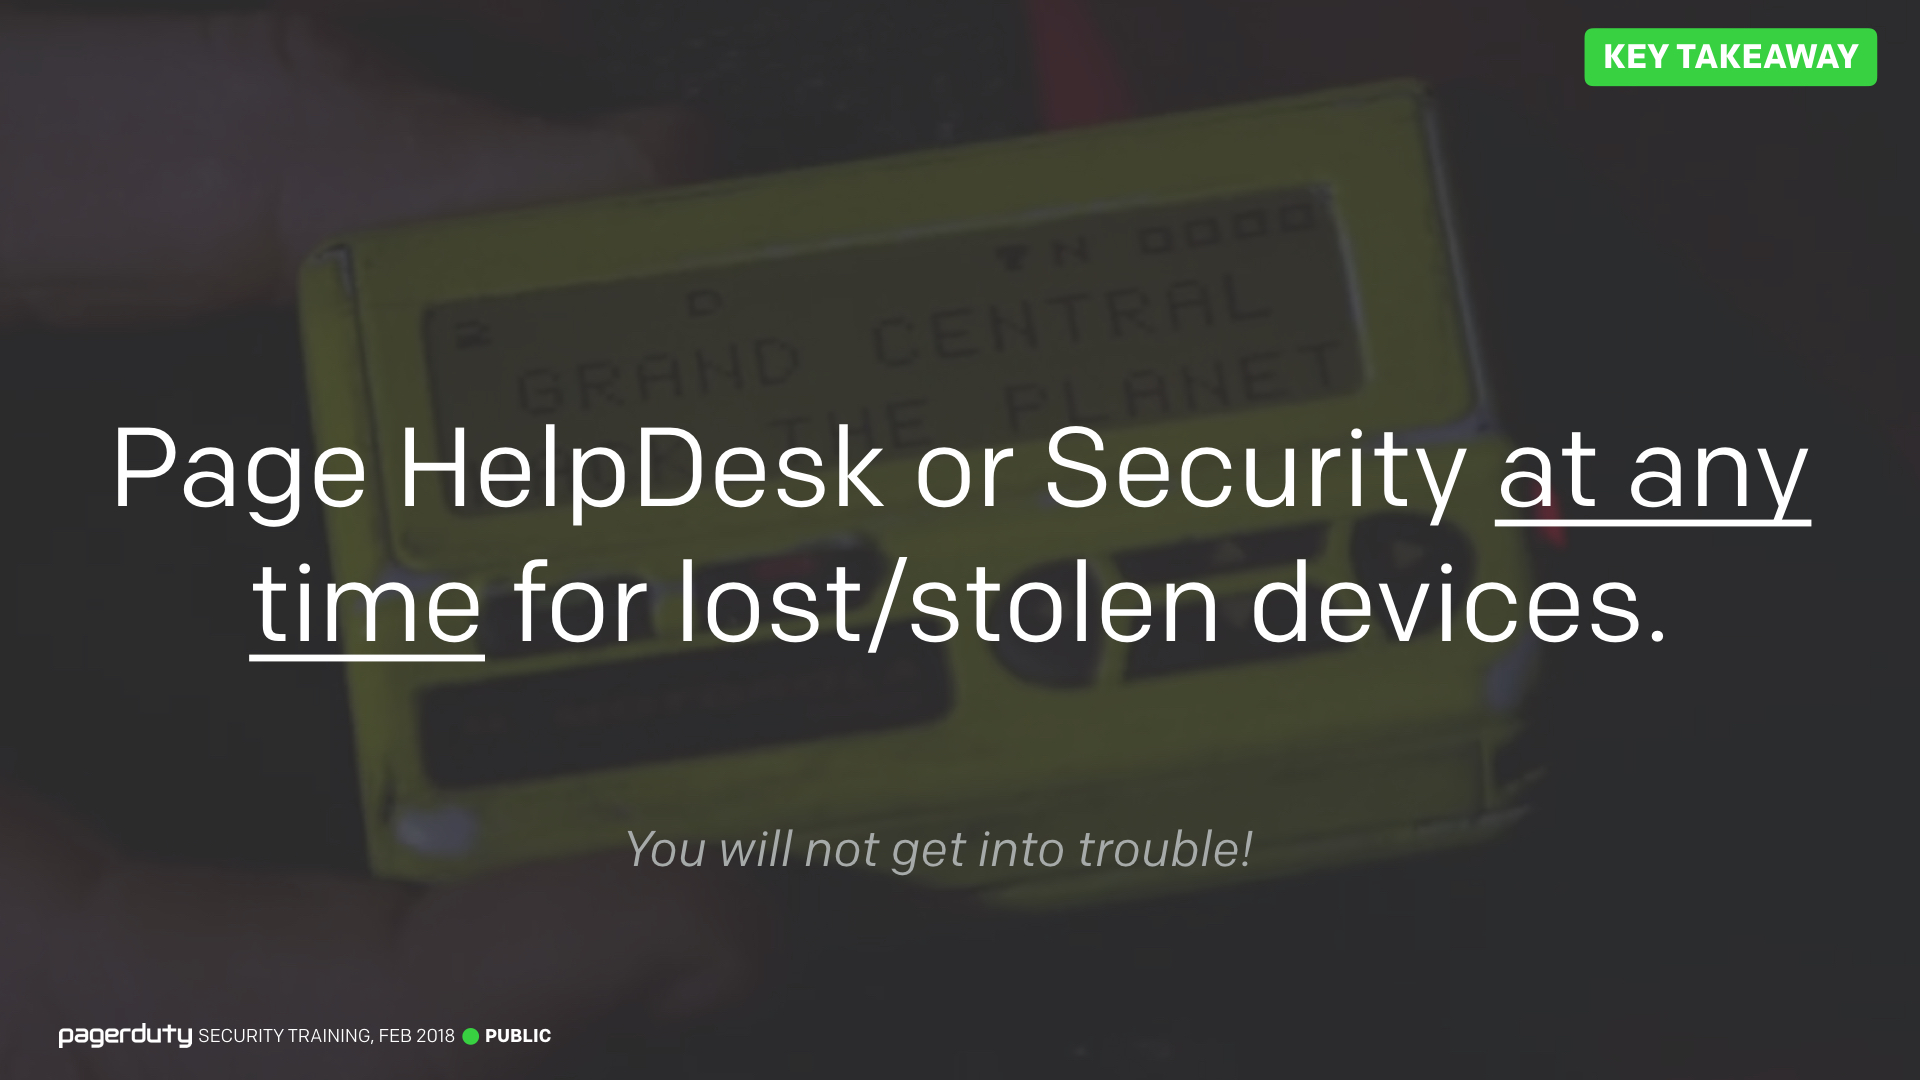 KEY TAKEAWAY
D N
GRAND CENTRAL
THE PLANET
Page HelpDesk or Security at any
time for lost/stolen devices.
You will not get into trouble!
pagerduty SECURITY TRAINING, FEB 2018 PUBLIC